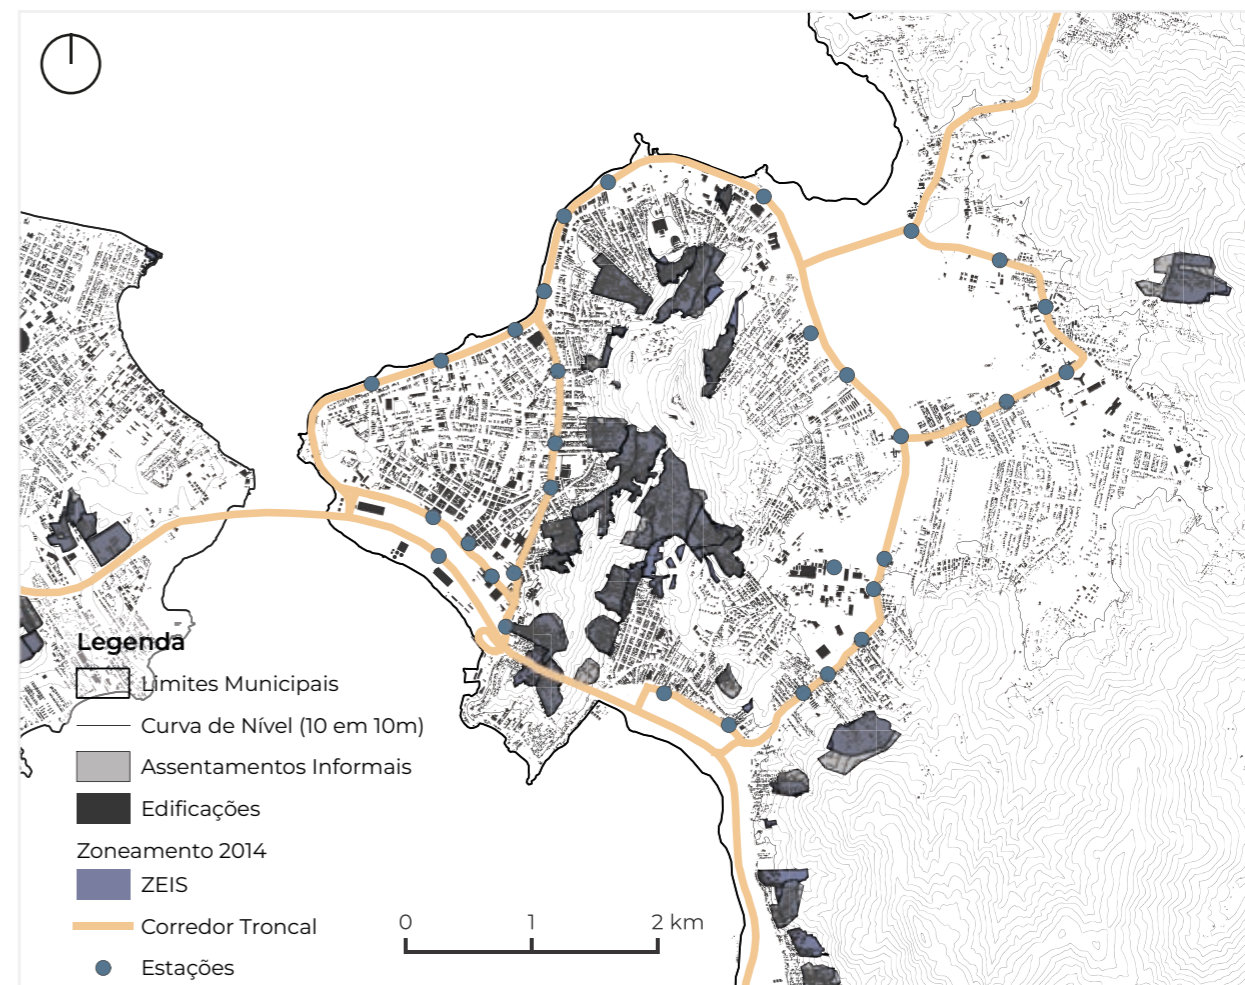 Legenda
Limites Municipais
Curva de Nível (10 em 10m)
Assentamentos Informais
Edificações
Zoneamento 2014
ZEIS
Corredor Troncal
Estações
0 1 2 km